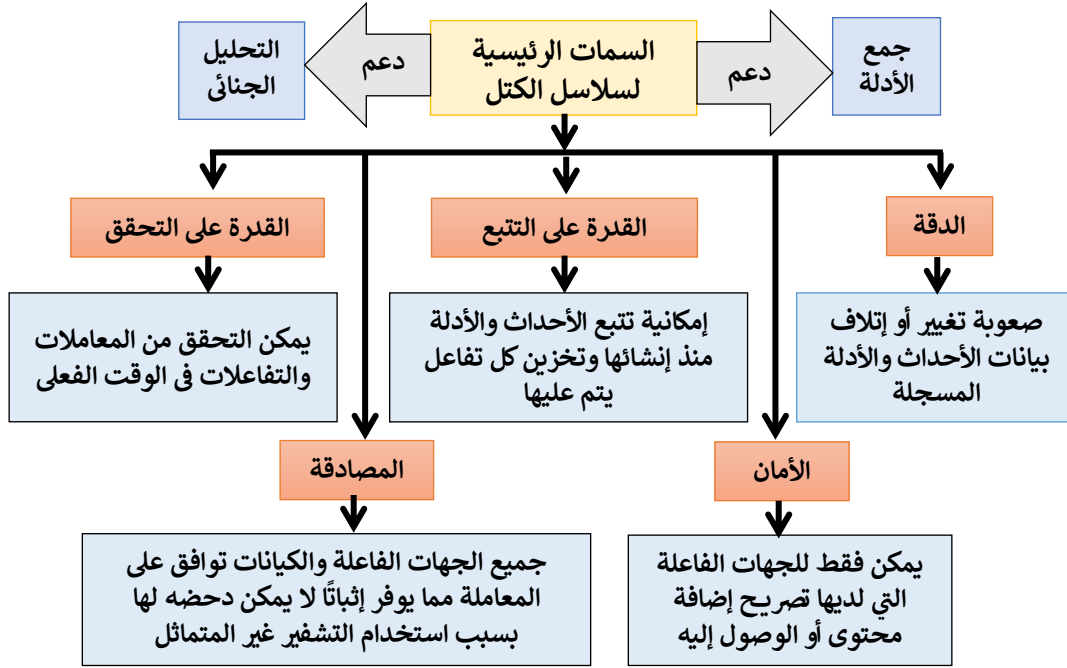 السمات الرئيسية
لسلاسل الكتل
دعم
جمع
الأدلة
دعم
التحليل
الجنائى
الدقة
القدرة على التتبع
القدرة على التحقق
صعوبة تغيير أو إتلاف
بيانات الأحداث والأدلة
المسجلة
إمكانية تتبع الأحداث والأدلة
منذ إنشائها وتخزين كل تفاعل
يتم عليها
يمكن التحقق من المعاملات
والتفاعلات فى الوقت الفعلى
الأمان
المصادقة
يمكن فقط للجهات الفاعلة
التي لديها تصريح إضافة
محتوى أو الوصول إليه
جميع الجهات الفاعلة والكيانات توافق على
المعاملة مما يوفر إثباتًا لا يمكن دحضه لها
بسبب استخدام التشفير غير المتماثل